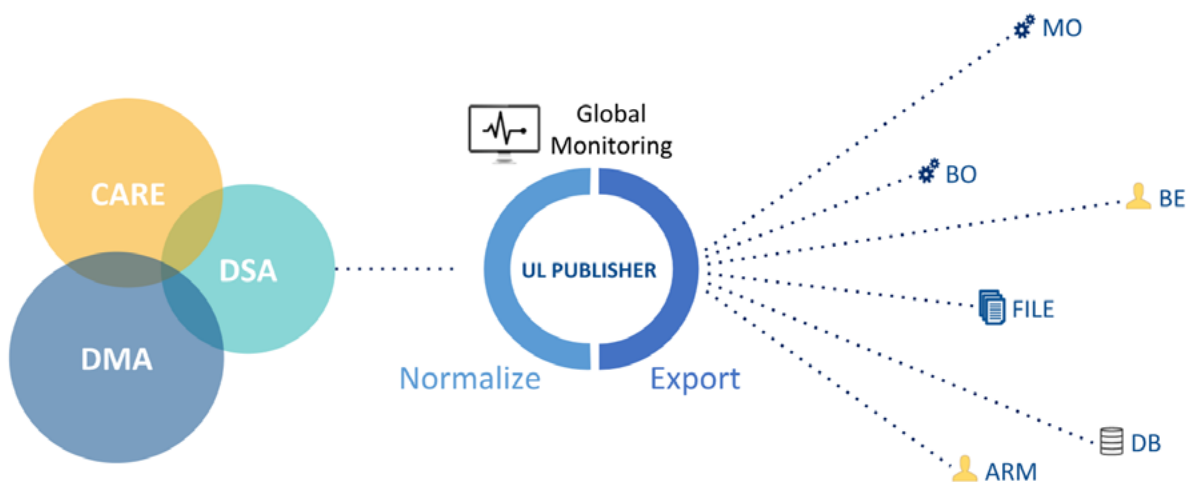 CARE
DSA
DMA
Global
Monitoring
UL PUBLISHER
Normalize
Export
MO
BO
BE
FILE
DB
ARM